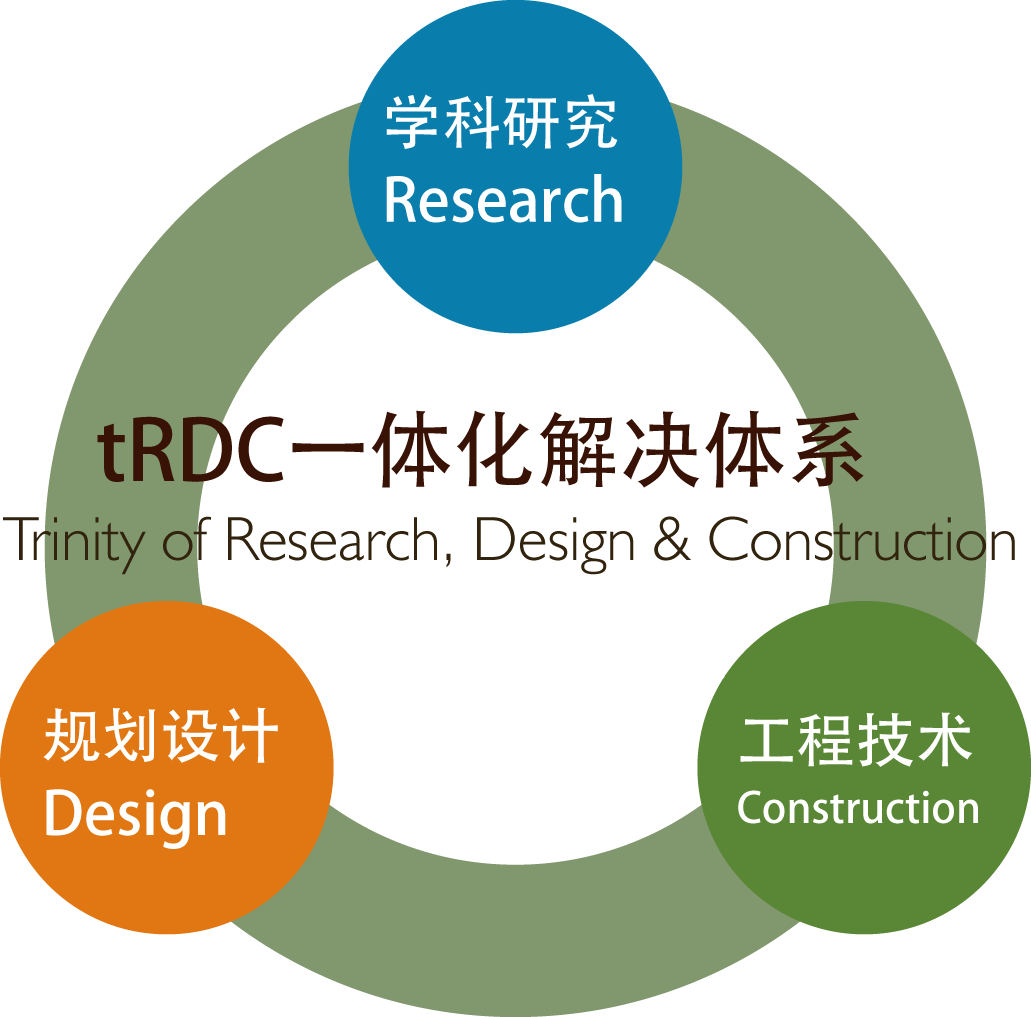 学科研究
Research
tRDC一体化解决体系
Trinity of Research, Design & Construction
规划设计
Design
工程技术
Construction